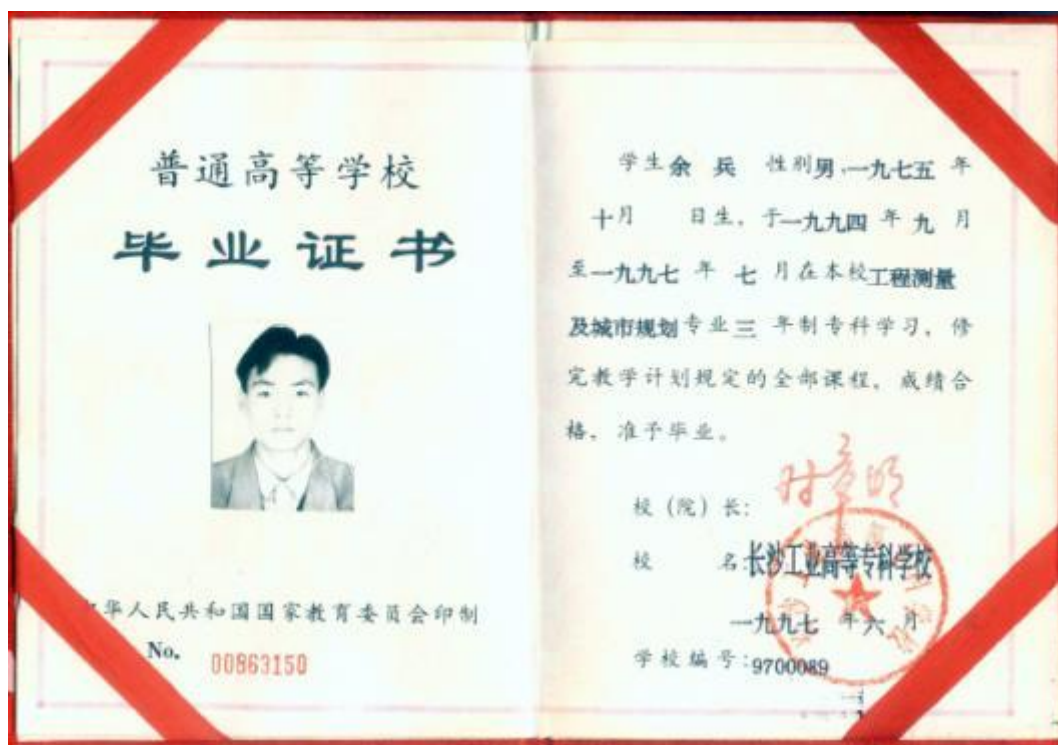 普通高等学校
毕业证书
华人民共和国国家教育委员会印制
No. 00863150
学生余 兵 性别男,一九七五 年
十月 日生, 于一九九四 年 九 月
至一九九七 年 七 月在本校工程测量
及城市规划专业三 年制专科学习, 修
完教学计划规定的全部课程, 成绩合
格, 准予毕业。
校 (院) 长:
校 名:长沙工业高等专科学校
一九九七 年六 月
学校编号:9700089